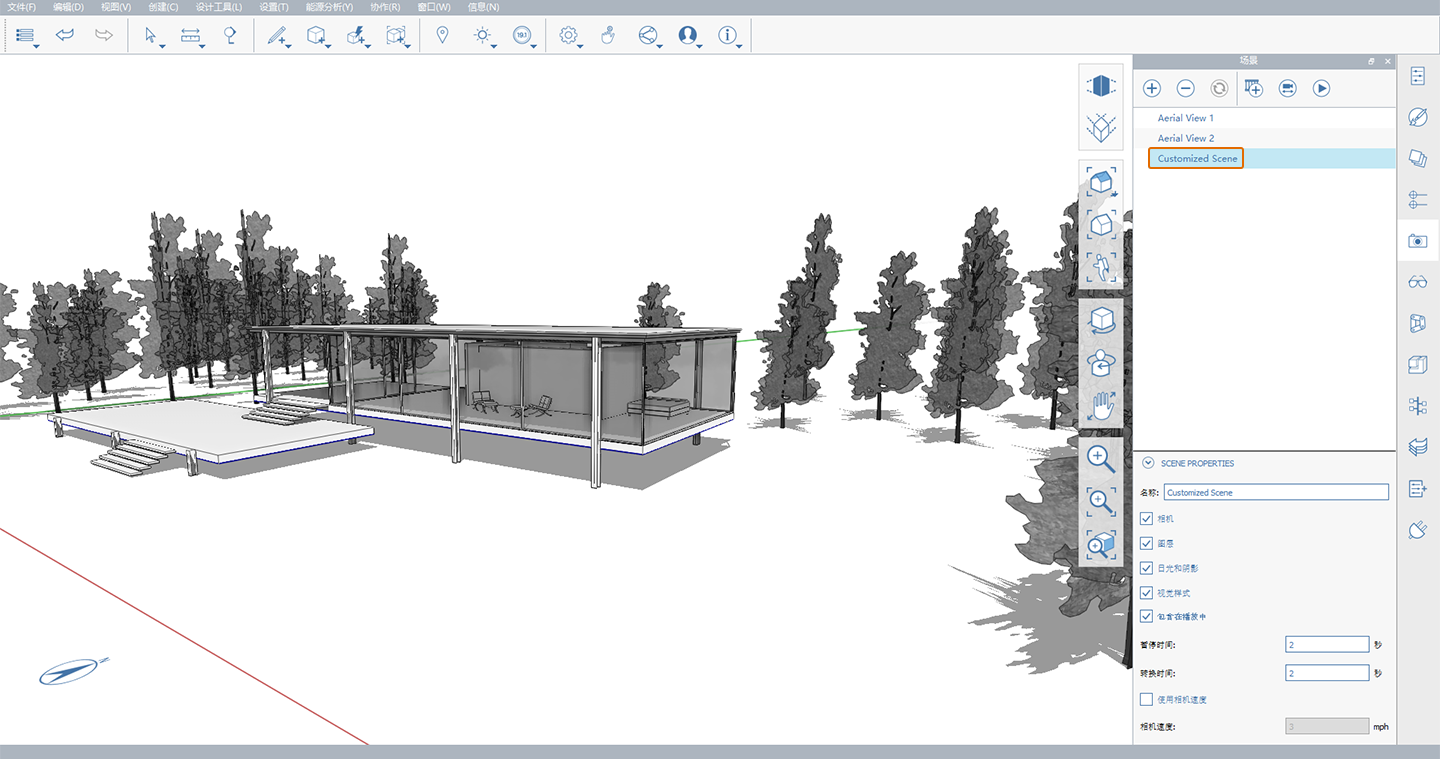 文件(F) 编辑(D) 视图(V) 创建(C) 设计工具(L) 设置(T) 能源分析(Y) 协作(R) 窗口(W) 信息(N)
19.1
场景
Aerial View 1
Aerial View 2
Customized Scene
SCENE PROPERTIES
名称: Customized Scene
相机
图层
日光和阴影
视觉样式
包含在播放中
暂停时间: 2 秒
转换时间: 2 秒
使用相机速度
相机速度: 3 mph